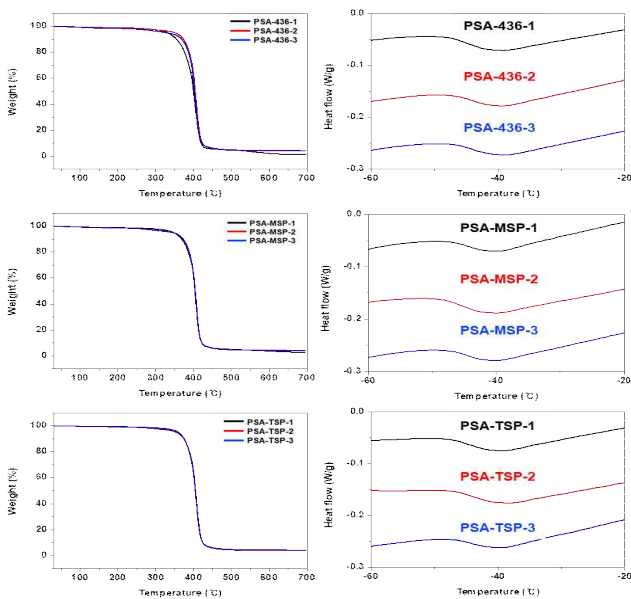 PSA-436-1
PSA-436-2
PSA-436-3
Weight (%)
100
80
60
40
20
0
100 200 300 400 500 600 700
Temperature (℃)
PSA-436-1
PSA-436-2
PSA-436-3
Heat flow (W/g)
0.0
-0.1
-0.2
-0.3
-60 -40 -20
Temperature (℃)
PSA-MSP-1
PSA-MSP-2
PSA-MSP-3
Weight (%)
100
80
60
40
20
0
100 200 300 400 500 600 700
Temperature (℃)
PSA-MSP-1
PSA-MSP-2
PSA-MSP-3
Heat flow (W/g)
0.0
-0.1
-0.2
-0.3
-60 -40 -20
Temperature (℃)
PSA-TSP-1
PSA-TSP-2
PSA-TSP-3
Weight (%)
100
80
60
40
20
0
100 200 300 400 500 600 700
Temperature (℃)
PSA-TSP-1
PSA-TSP-2
PSA-TSP-3
Heat flow (W/g)
0.0
-0.1
-0.2
-0.3
-60 -40 -20
Temperature (℃)